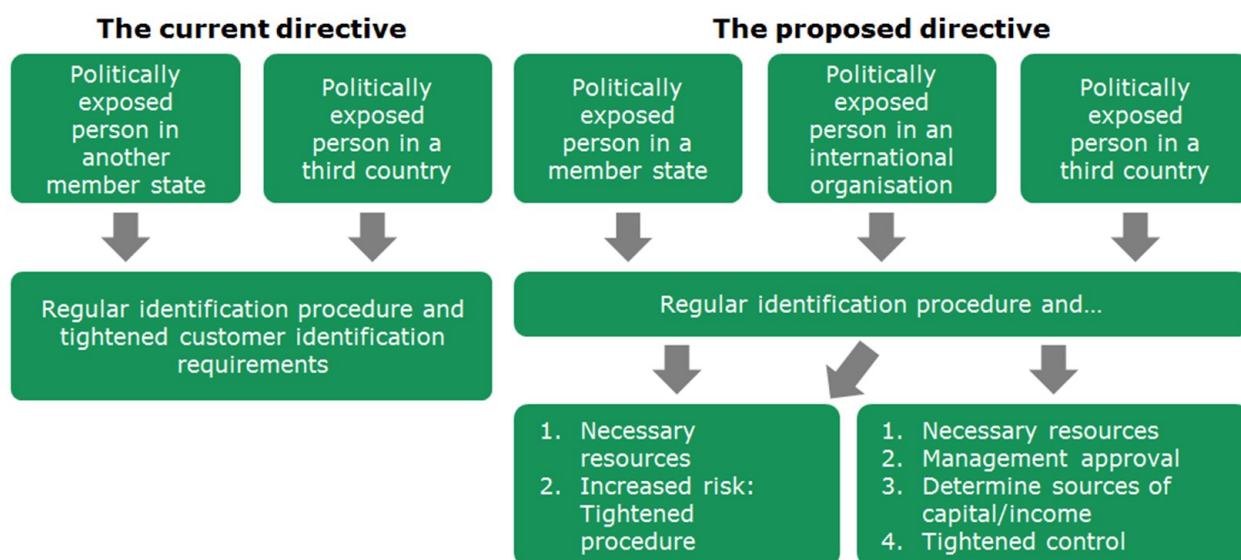 The current directive
Politically
exposed
person in
another
member state
Politically
exposed
person in a
third country
Regular identification procedure and
tightened customer identification
requirements
The proposed directive
Politically
exposed
person in a
member state
Politically
exposed
person in an
international
organisation
Politically
exposed
person in a
third country
Regular identification procedure and…
1. Necessary
resources
2. Increased risk:
Tightened
procedure
1. Necessary resources
2. Management approval
3. Determine sources of
capital/income
4. Tightened control